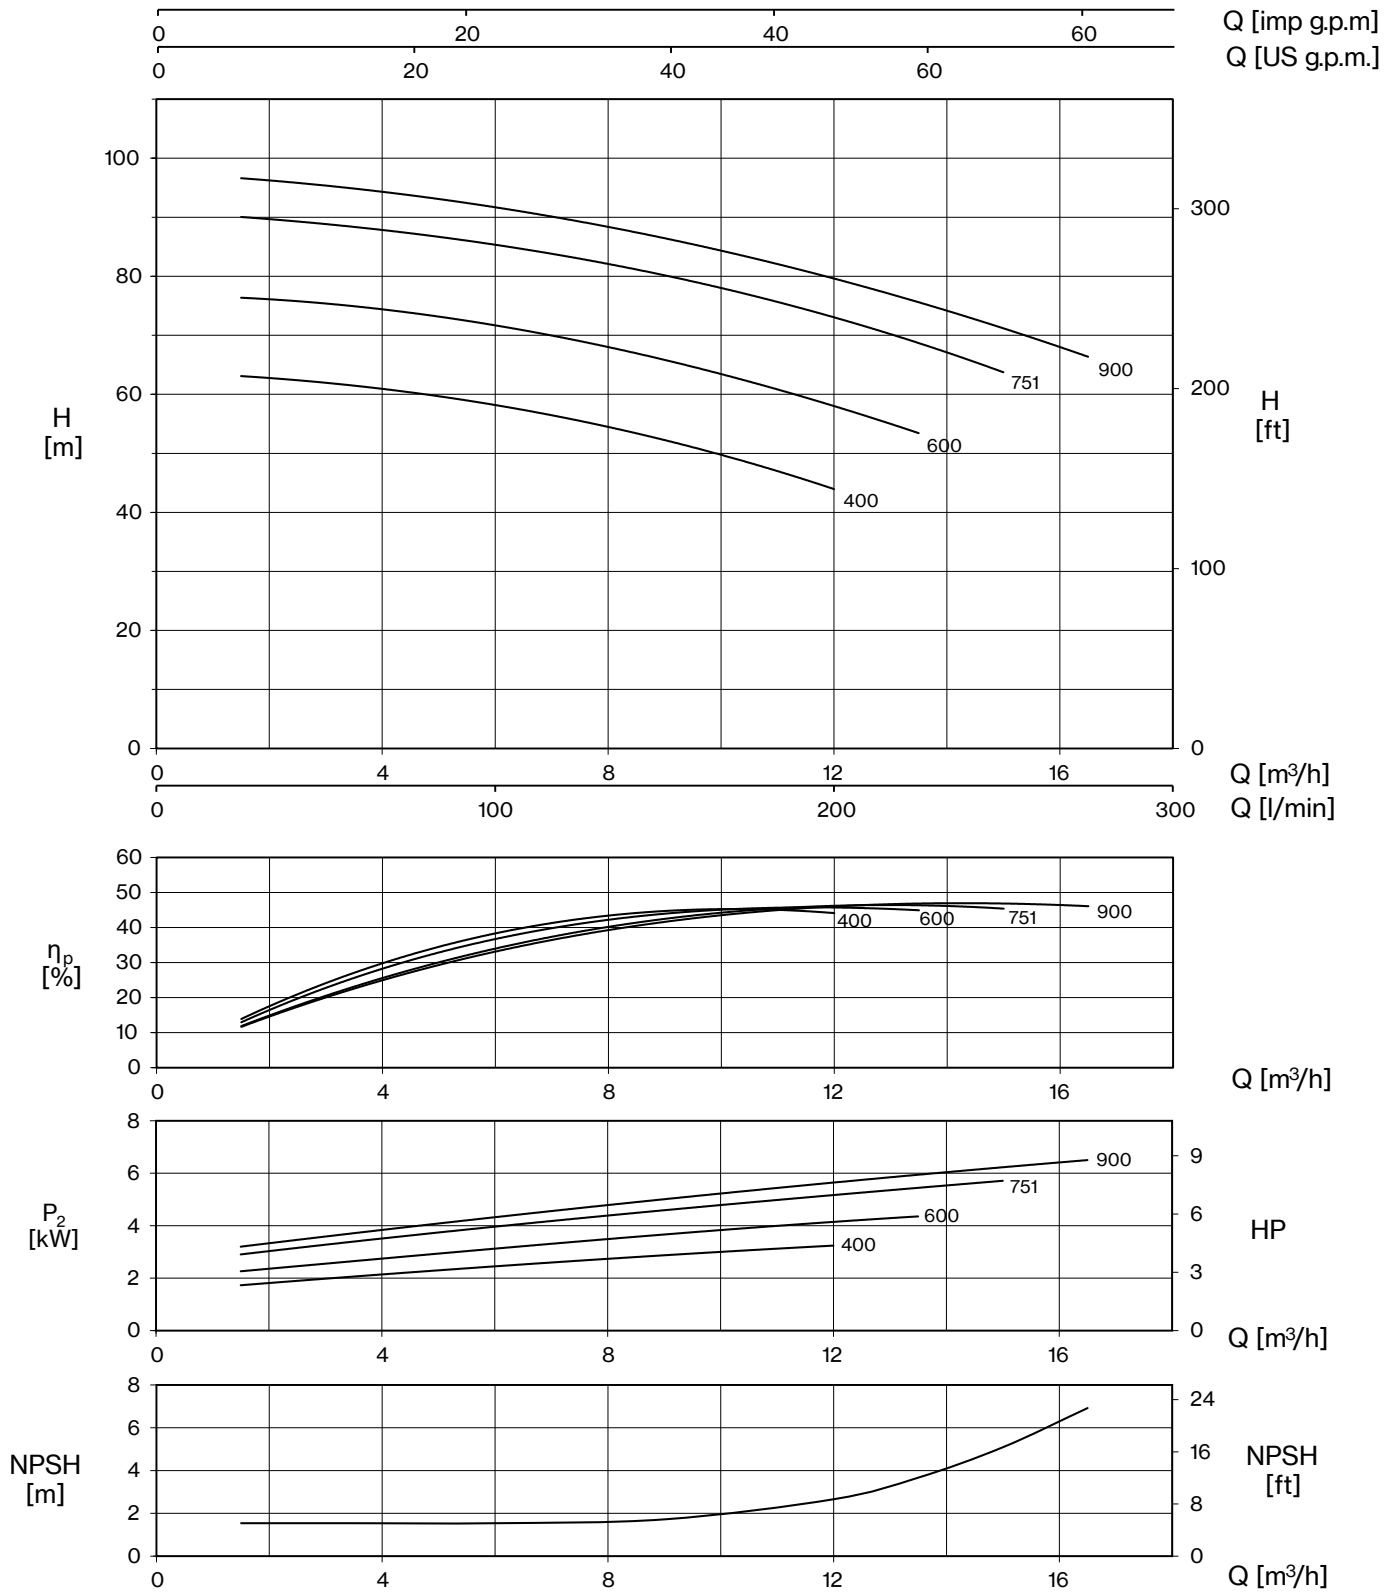 0 20 40 60 Q [imp g.p.m]
0 20 40 60 Q [US g.p.m.]
100
80
60
40
20
0
H
[m]
300
200
100
0
H
[ft]
900
751
600
400
0 4 8 12 16 Q [m³/h]
0 100 200 300 Q [l/min]
60
50
40
30
20
10
0
ηp
[%]
400 600 751 900
0 4 8 12 16 Q [m³/h]
8
6
4
2
0
P2
[kW]
9
6
3
0
HP
900
751
600
400
0 4 8 12 16 Q [m³/h]
8
6
4
2
0
NPSH
[m]
24
16
8
0
NPSH
[ft]
0 4 8 12 16 Q [m³/h]